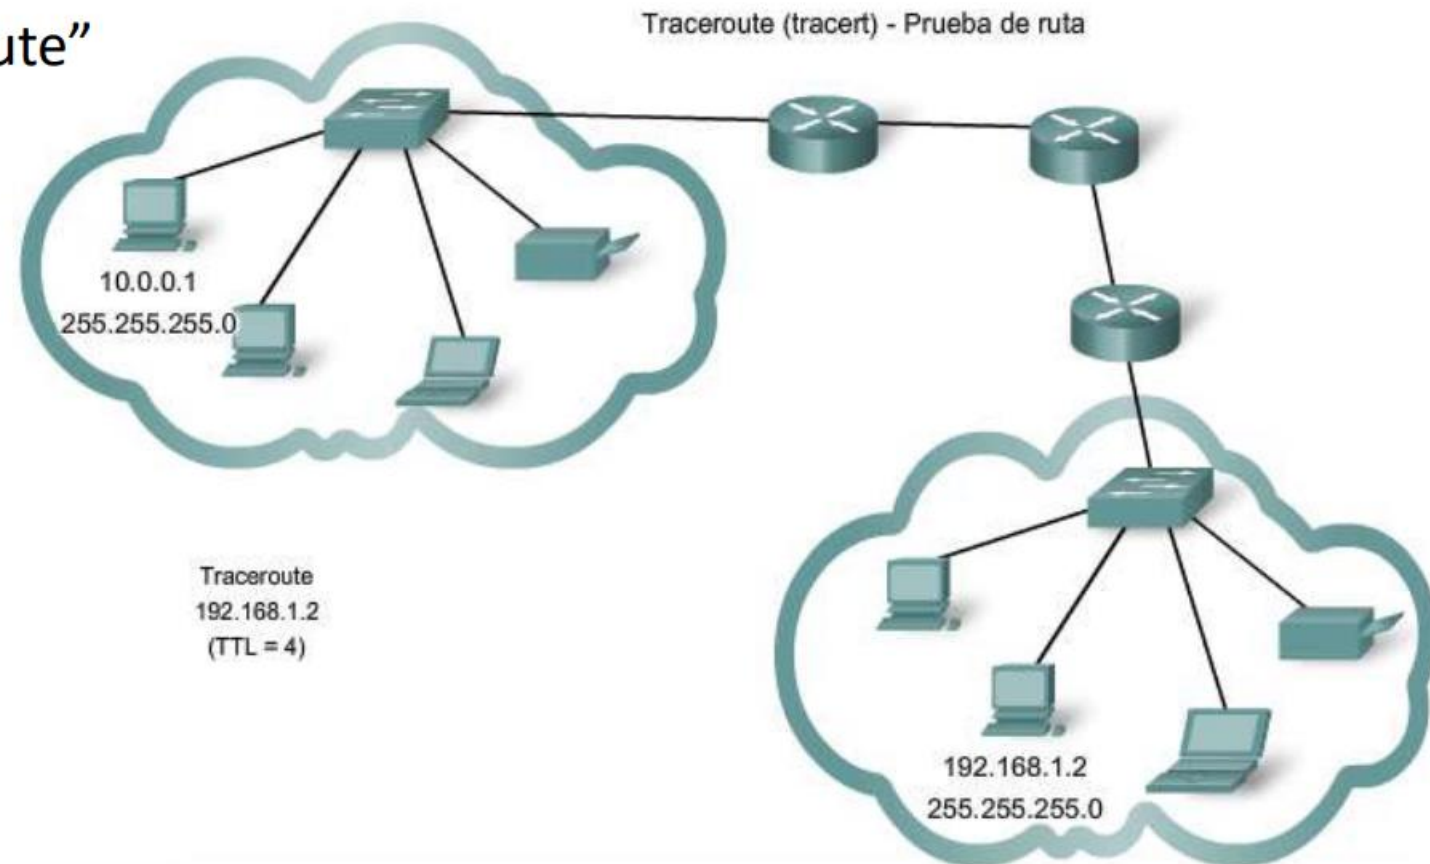 ute”
Traceroute (tracert) - Prueba de ruta
10.0.0.1
255.255.255.0
Traceroute
192.168.1.2
(TTL = 4)
192.168.1.2
255.255.255.0